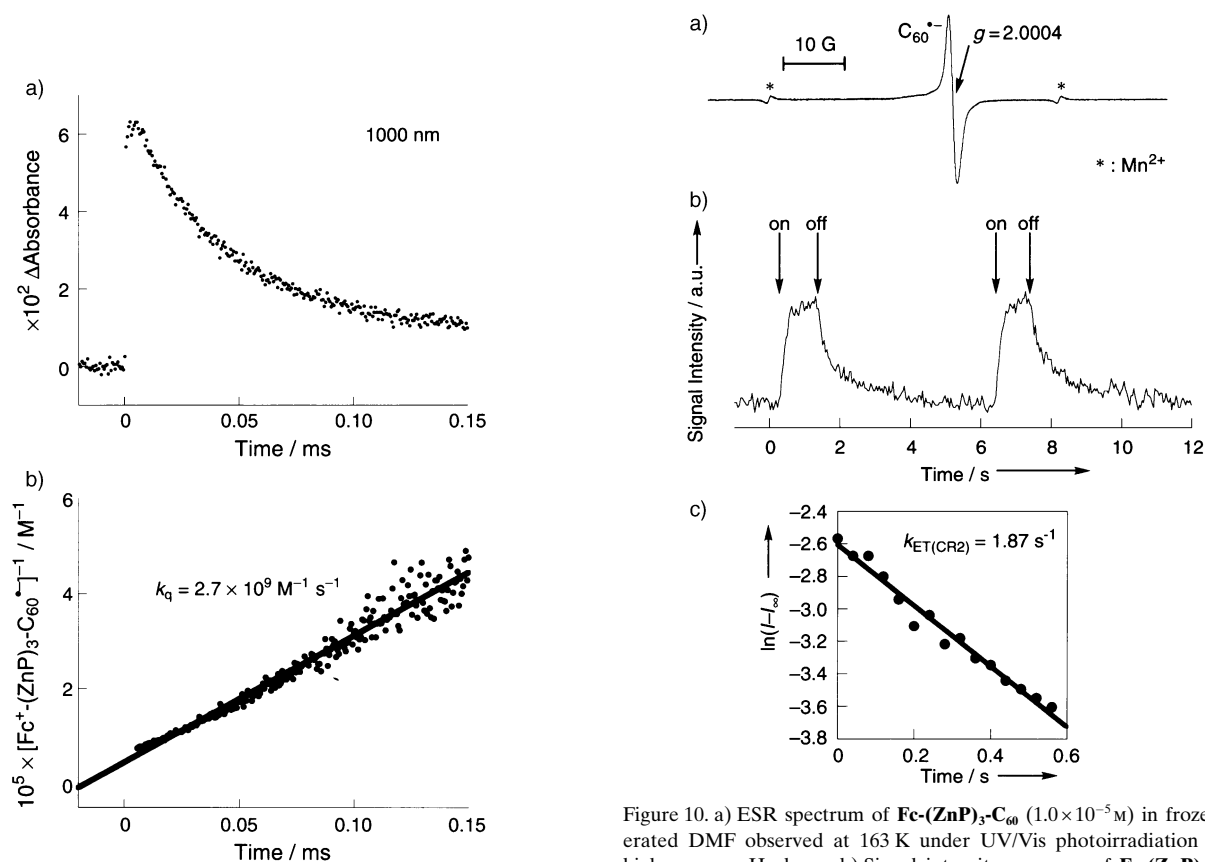 a)
6
4
2
0
×10² ΔAbsorbance
1000 nm
0
0.05
0.10
0.15
Time / ms
b)
6
4
2
0
10⁵ × [Fc⁺-(ZnP)₃-C₆₀•⁻]⁻¹ / M⁻¹
k_q = 2.7 × 10⁹ M⁻¹ s⁻¹
0
0.05
0.10
0.15
Time / ms
a)
C₆₀•⁻
g = 2.0004
10 G
*
*
* : Mn²⁺
b)
on
off
on
off
Signal Intensity / a.u.
0
2
4
6
8
10
12
Time / s
c)
−2.4
−2.6
−2.8
−3.0
−3.2
−3.4
−3.6
−3.8
ln(I–I∞)
k_ET(CR2) = 1.87 s⁻¹
0
0.2
0.4
0.6
Time / s
Figure 10. a) ESR spectrum of Fc-(ZnP)₃-C₆₀ (1.0×10⁻⁵ M) in froze
erated DMF observed at 163 K under UV/Vis photoirradiation